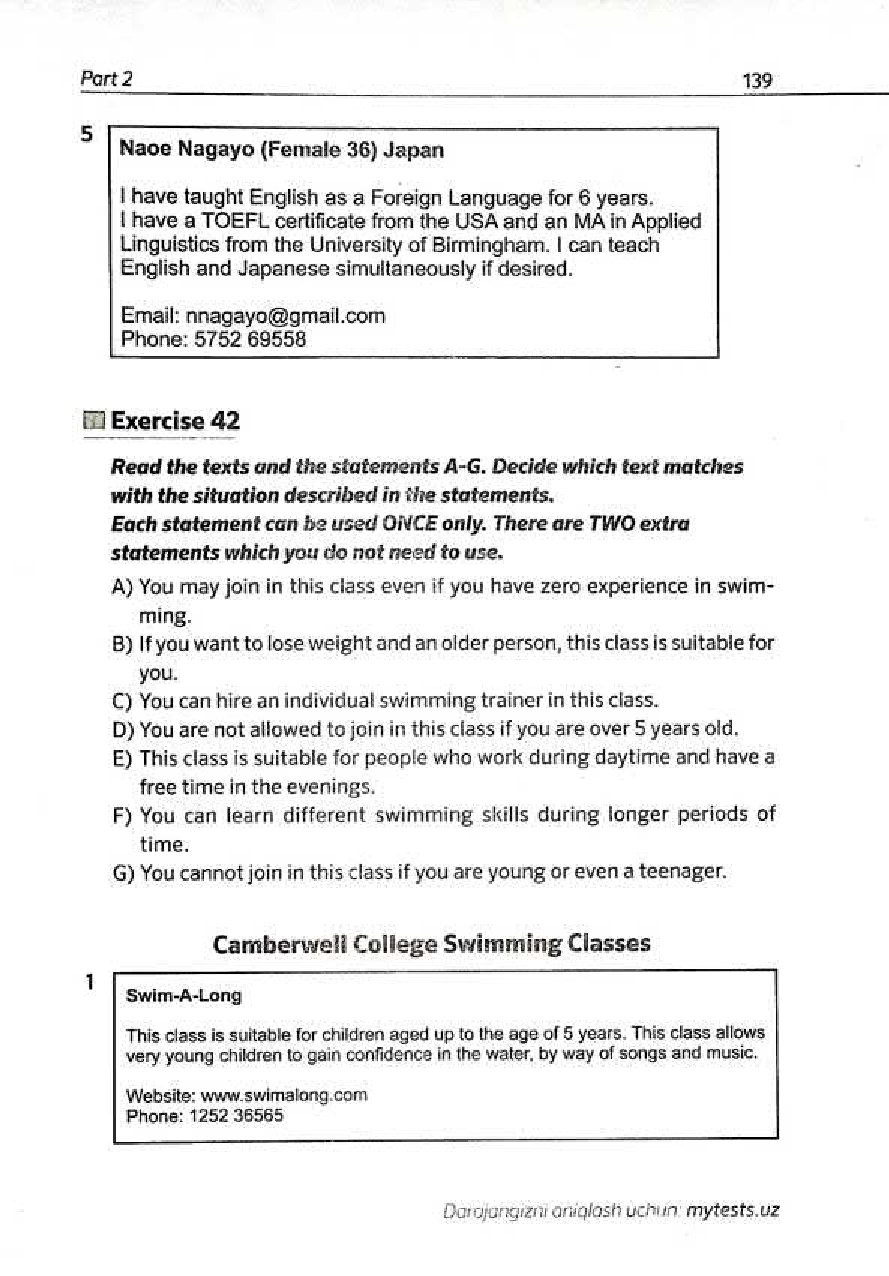 Part 2
139
5
Naoe Nagayo (Female 36) Japan
I have taught English as a Foreign Language for 6 years.
I have a TOEFL certificate from the USA and an MA in Applied
Linguistics from the University of Birmingham. I can teach
English and Japanese simultaneously if desired.
Email: nnagayo@gmail.com
Phone: 5752 69558
Exercise 42
Read the texts and the statements A-G. Decide which text matches
with the situation described in the statements.
Each statement can be used ONCE only. There are TWO extra
statements which you do not need to use.
A) You may join in this class even if you have zero experience in swim-
ming.
B) If you want to lose weight and an older person, this class is suitable for
you.
C) You can hire an individual swimming trainer in this class.
D) You are not allowed to join in this class if you are over 5 years old.
E) This class is suitable for people who work during daytime and have a
free time in the evenings.
F) You can learn different swimming skills during longer periods of
time.
G) You cannot join in this class if you are young or even a teenager.
Camberwell College Swimming Classes
1
Swim-A-Long
This class is suitable for children aged up to the age of 5 years. This class allows
very young children to gain confidence in the water, by way of songs and music.
Website: www.swimalong.com
Phone: 1252 36565
Darajangizni aniqlash uchun: mytests.uz